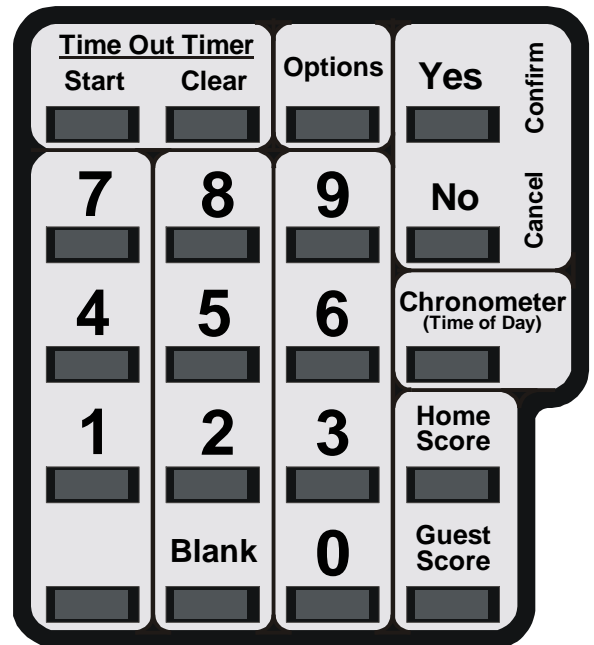 Time Out Timer
Start Clear
Options
Yes
Confirm
7 8 9
No
Cancel
4 5 6
Chronometer
(Time of Day)
1 2 3
Home
Score
Blank 0
Guest
Score